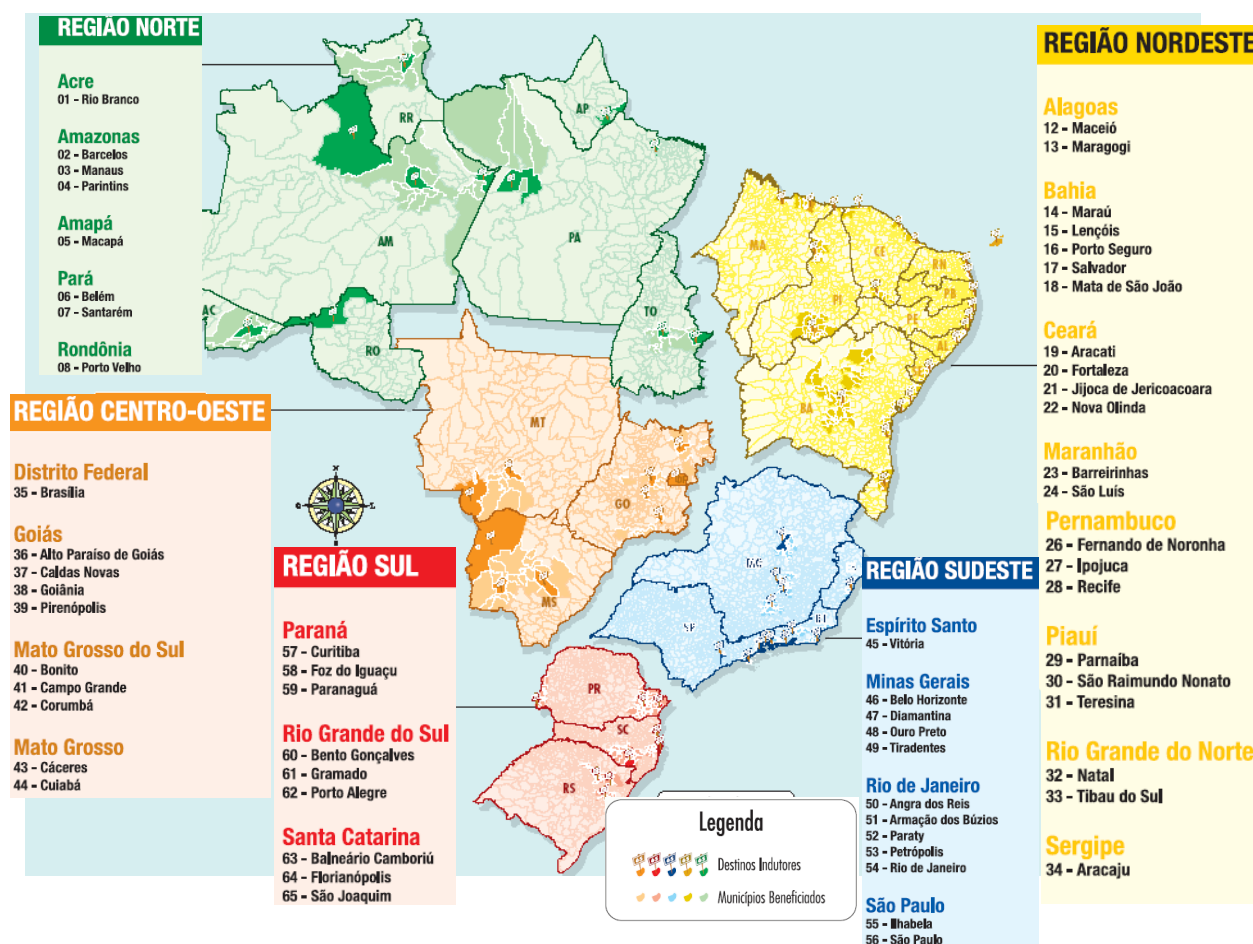 REGIÃO NORTE
Acre
01 - Rio Branco
Amazonas
02 - Barcelos
03 - Manaus
04 - Parintins
Amapá
05 - Macapá
Pará
06 - Belém
07 - Santarém
Rondônia
08 - Porto Velho
REGIÃO CENTRO-OESTE
Distrito Federal
35 - Brasília
Goiás
36 - Alto Paraíso de Goiás
37 - Caldas Novas
38 - Goiânia
39 - Pirenópolis
Mato Grosso do Sul
40 - Bonito
41 - Campo Grande
42 - Corumbá
Mato Grosso
43 - Cáceres
44 - Cuiabá
REGIÃO SUL
Paraná
57 - Curitiba
58 - Foz do Iguaçu
59 - Paranaguá
Rio Grande do Sul
60 - Bento Gonçalves
61 - Gramado
62 - Porto Alegre
Santa Catarina
63 - Balneário Camboriú
64 - Florianópolis
65 - São Joaquim
RR
AP
AM
PA
AC
RO
TO
MA
CE
RN
PB
PI
PE
AL
SE
BA
MT
GO
DF
MS
MG
SP
RJ
PR
SC
RS
Legenda
Destinos Indutores
Municípios Beneficiados
REGIÃO SUDESTE
Espírito Santo
45 - Vitória
Minas Gerais
46 - Belo Horizonte
47 - Diamantina
48 - Ouro Preto
49 - Tiradentes
Rio de Janeiro
50 - Angra dos Reis
51 - Armação dos Búzios
52 - Paraty
53 - Petrópolis
54 - Rio de Janeiro
São Paulo
55 - Ilhabela
56 - São Paulo
REGIÃO NORDESTE
Alagoas
12 - Maceió
13 - Maragogi
Bahia
14 - Maraú
15 - Lençóis
16 - Porto Seguro
17 - Salvador
18 - Mata de São João
Ceará
19 - Aracati
20 - Fortaleza
21 - Jijoca de Jericoacoara
22 - Nova Olinda
Maranhão
23 - Barreirinhas
24 - São Luís
Pernambuco
26 - Fernando de Noronha
27 - Ipojuca
28 - Recife
Piauí
29 - Parnaíba
30 - São Raimundo Nonato
31 - Teresina
Rio Grande do Norte
32 - Natal
33 - Tibau do Sul
Sergipe
34 - Aracaju